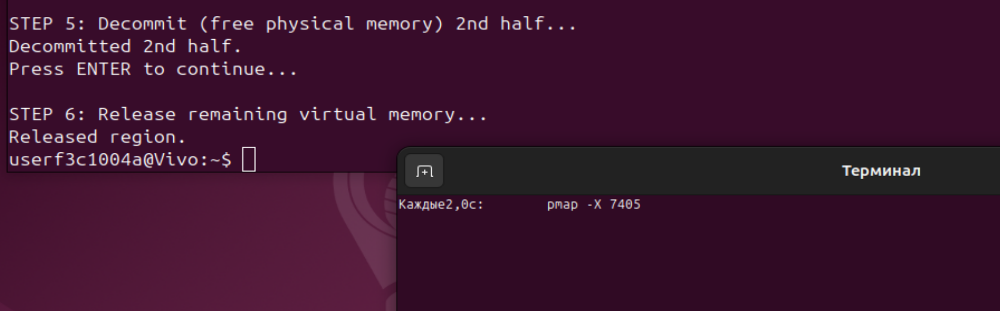 STEP 5: Decommit (free physical memory) 2nd half...
Decommitted 2nd half.
Press ENTER to continue...
STEP 6: Release remaining virtual memory...
Released region.
userf3c1004a@Vivo:~$
Терминал
Каждые2,0с: pmap -X 7405